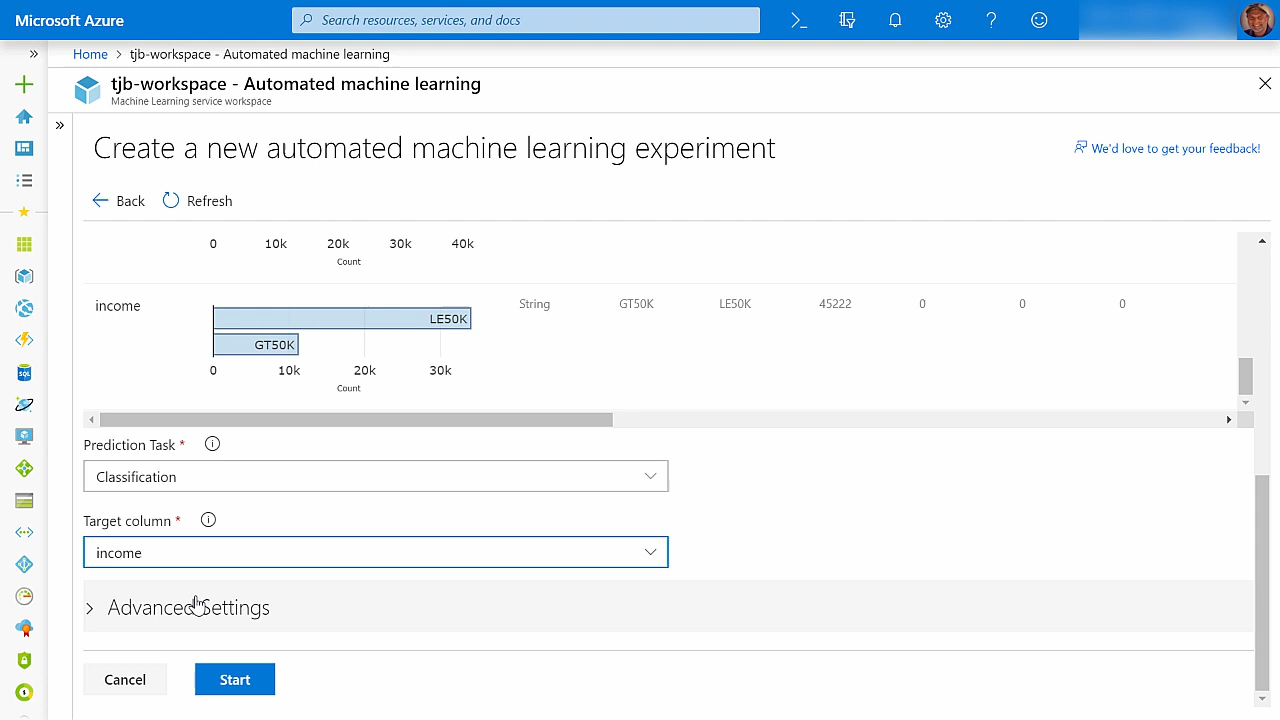 Microsoft Azure
Search resources, services, and docs
Home > tjb-workspace - Automated machine learning
tjb-workspace - Automated machine learning
Machine Learning service workspace
Create a new automated machine learning experiment
We'd love to get your feedback!
Back Refresh
0 10k 20k 30k 40k
Count
income String GT50K LE50K 45222 0 0 0
LE50K
GT50K
0 10k 20k 30k
Count
Prediction Task *
Classification
Target column *
income
Advanced Settings
Cancel Start
SQL